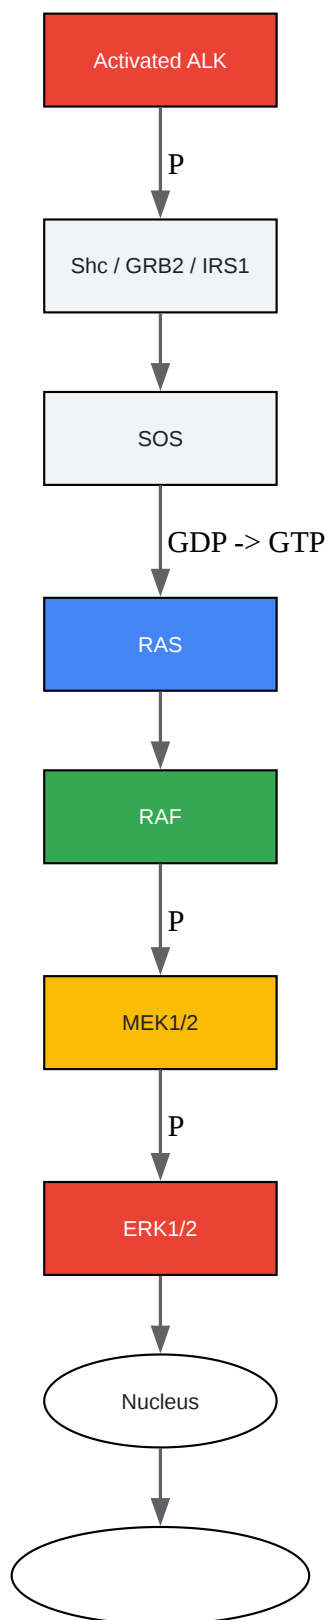 Activated ALK
P
Shc / GRB2 / IRS1
SOS
GDP -> GTP
RAS
RAF
P
MEK1/2
P
ERK1/2
Nucleus